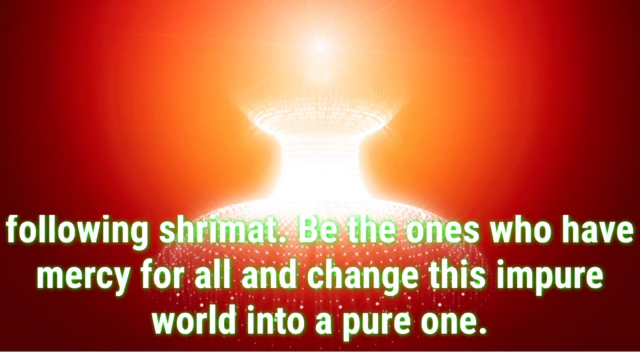 following shrimat. Be the ones who have
mercy for all and change this impure
world into a pure one.